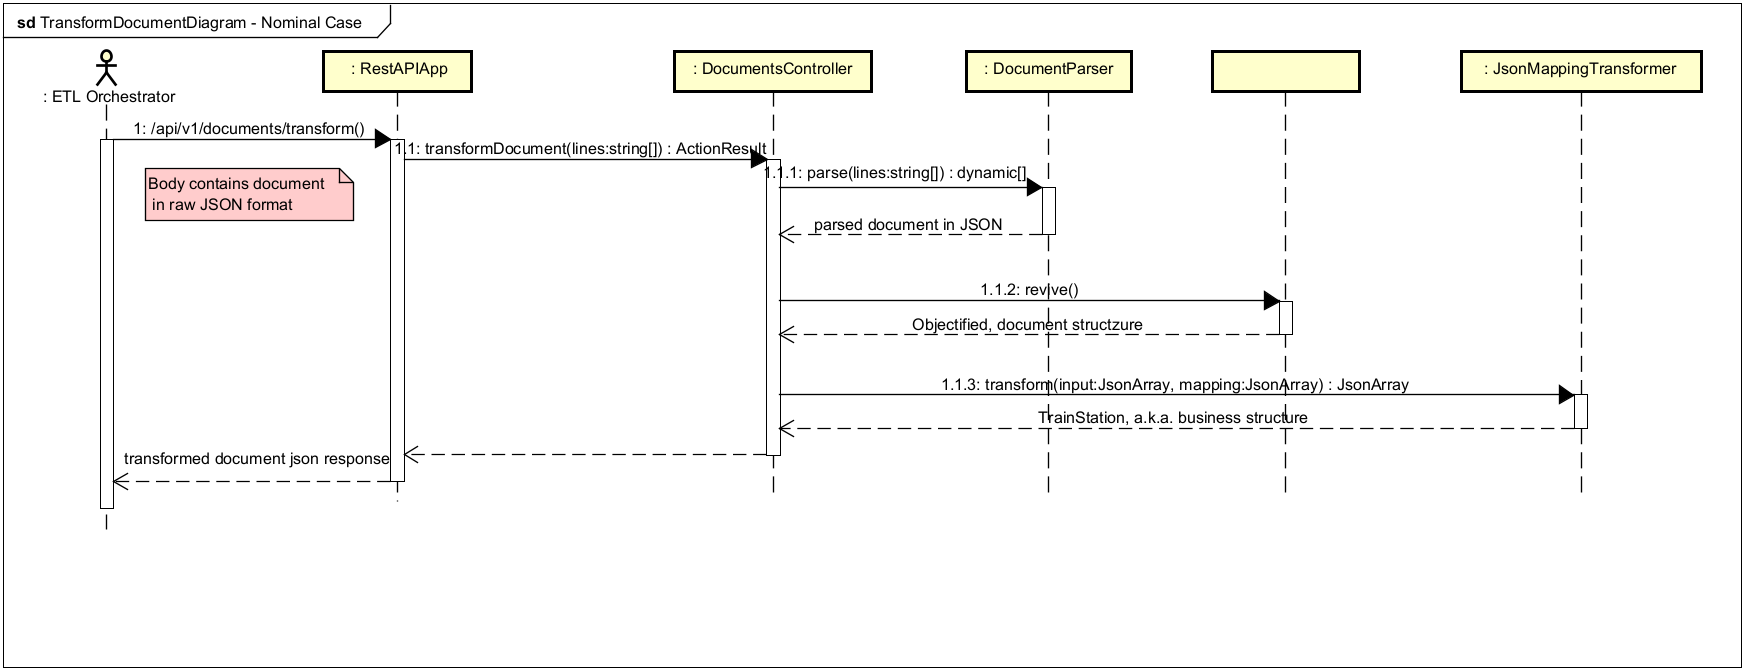 sd TransformDocumentDiagram - Nominal Case
: ETL Orchestrator
: RestAPIApp
: DocumentsController
: DocumentParser
: JsonMappingTransformer
1: /api/v1/documents/transform()
1.1: transformDocument(lines:string[]) : ActionResult
Body contains document
in raw JSON format
1.1.1: parse(lines:string[]) : dynamic[]
parsed document in JSON
1.1.2: revive()
Objectified, document structzure
1.1.3: transform(input:JsonArray, mapping:JsonArray) : JsonArray
TrainStation, a.k.a. business structure
transformed document json response